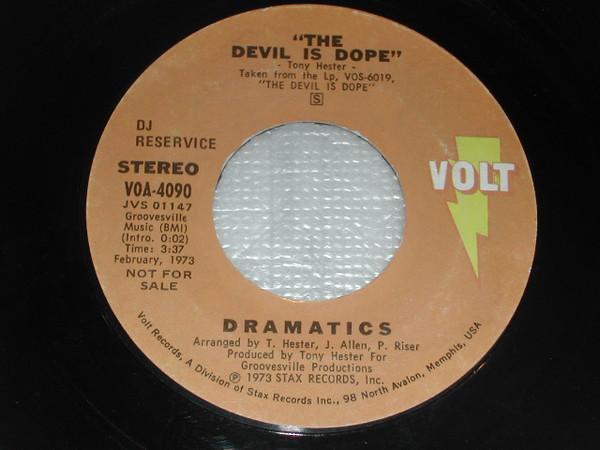 "THE
DEVIL IS DOPE"
- Tony Hester -
Taken from the Lp, VOS-6019,
"THE DEVIL IS DOPE"
S
DJ
RESERVICE
STEREO
VOA-4090
JVS 01147
Groovesville
Music (BMI)
(Intro. 0:02)
Time: 3:37
February, 1973
NOT FOR
SALE
VOLT
DRAMATICS
Arranged by T. Hester, J. Allen, P. Riser
Produced by Tony Hester For
Groovesville Productions
℗ 1973 STAX RECORDS, Inc.
Volt Records, A Division of Stax Records Inc., 98 North Avalon, Memphis, USA